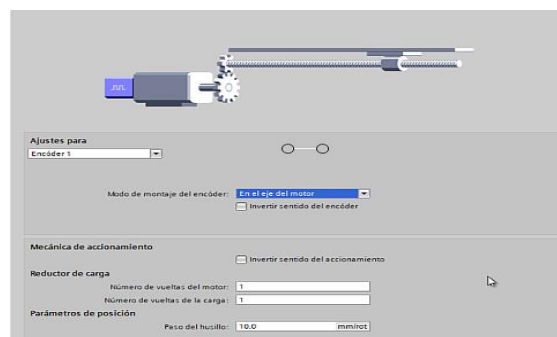 Ajustes para
Encóder 1
Modo de montaje del encóder: En el eje del motor
Invertir sentido del encóder
Mecánica de accionamiento
Invertir sentido del accionamiento
Reductor de carga
Número de vueltas del motor: 1
Número de vueltas de la carga: 1
Parámetros de posición
Paso del husillo: 10.0 mm/rot